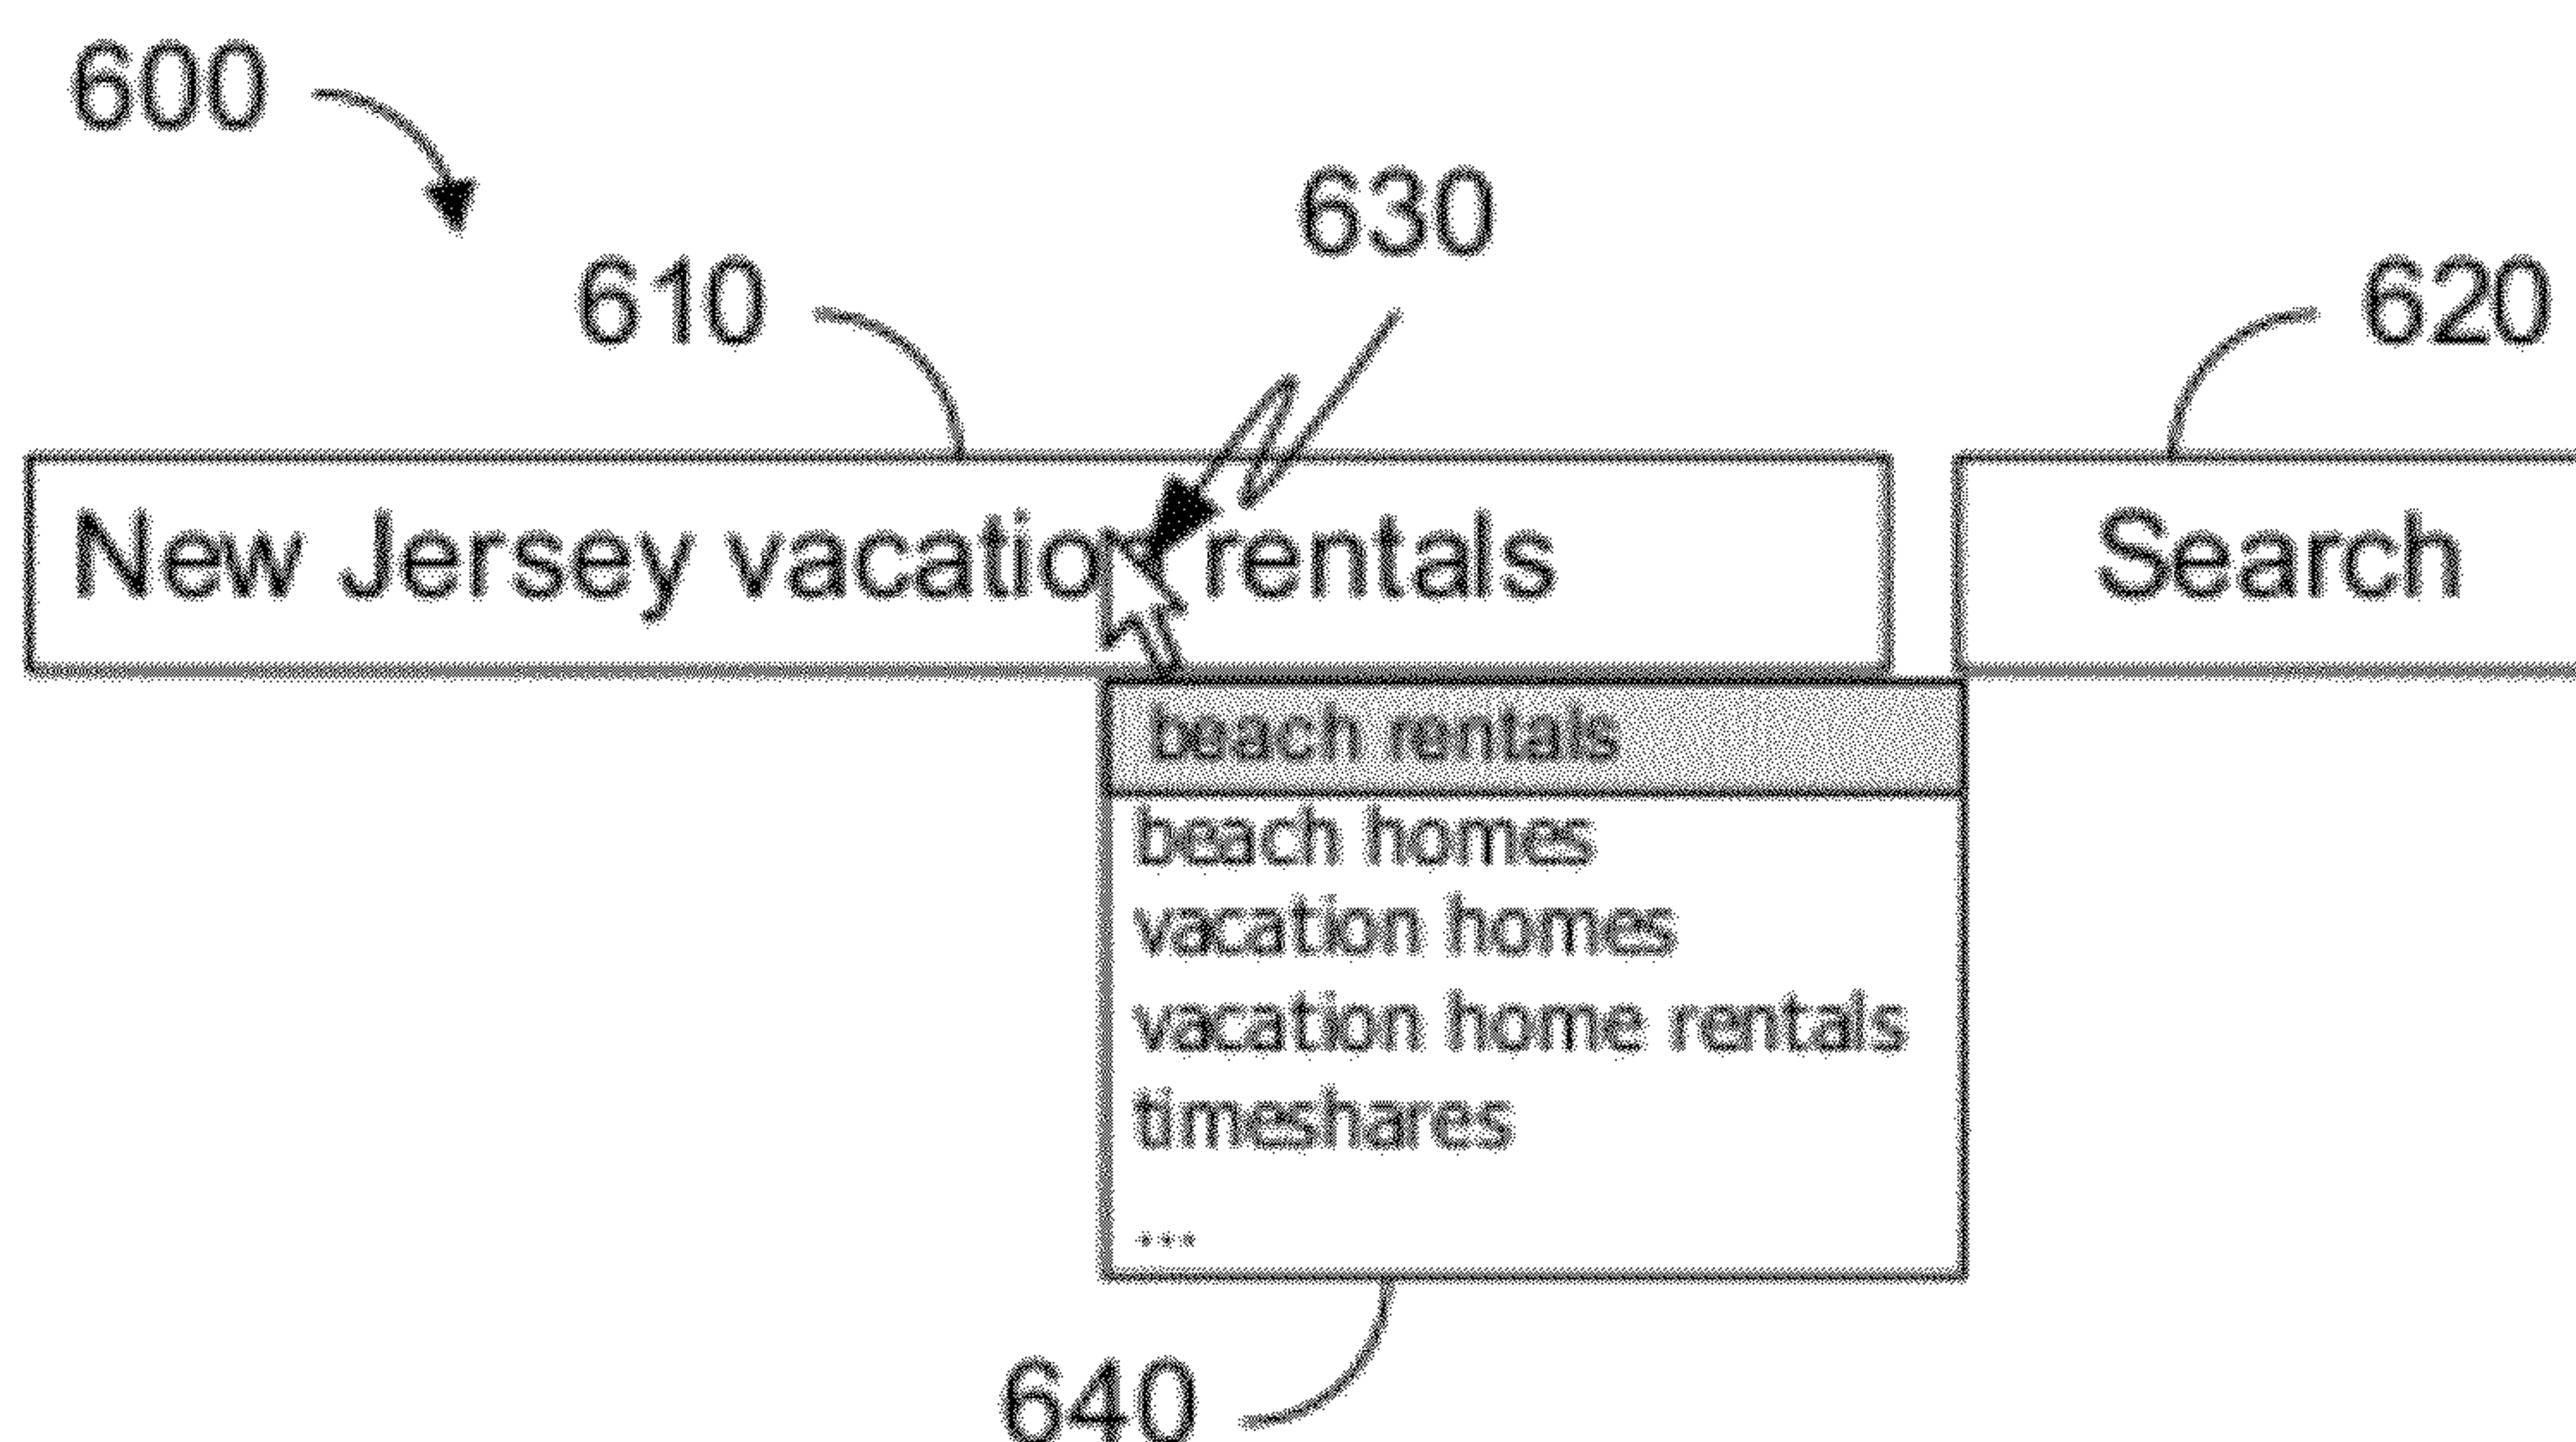 600
630
610
620
New Jersey vacation rentals
Search
beach rentals
beach homes
vacation homes
vacation home rentals
timeshares
...
640